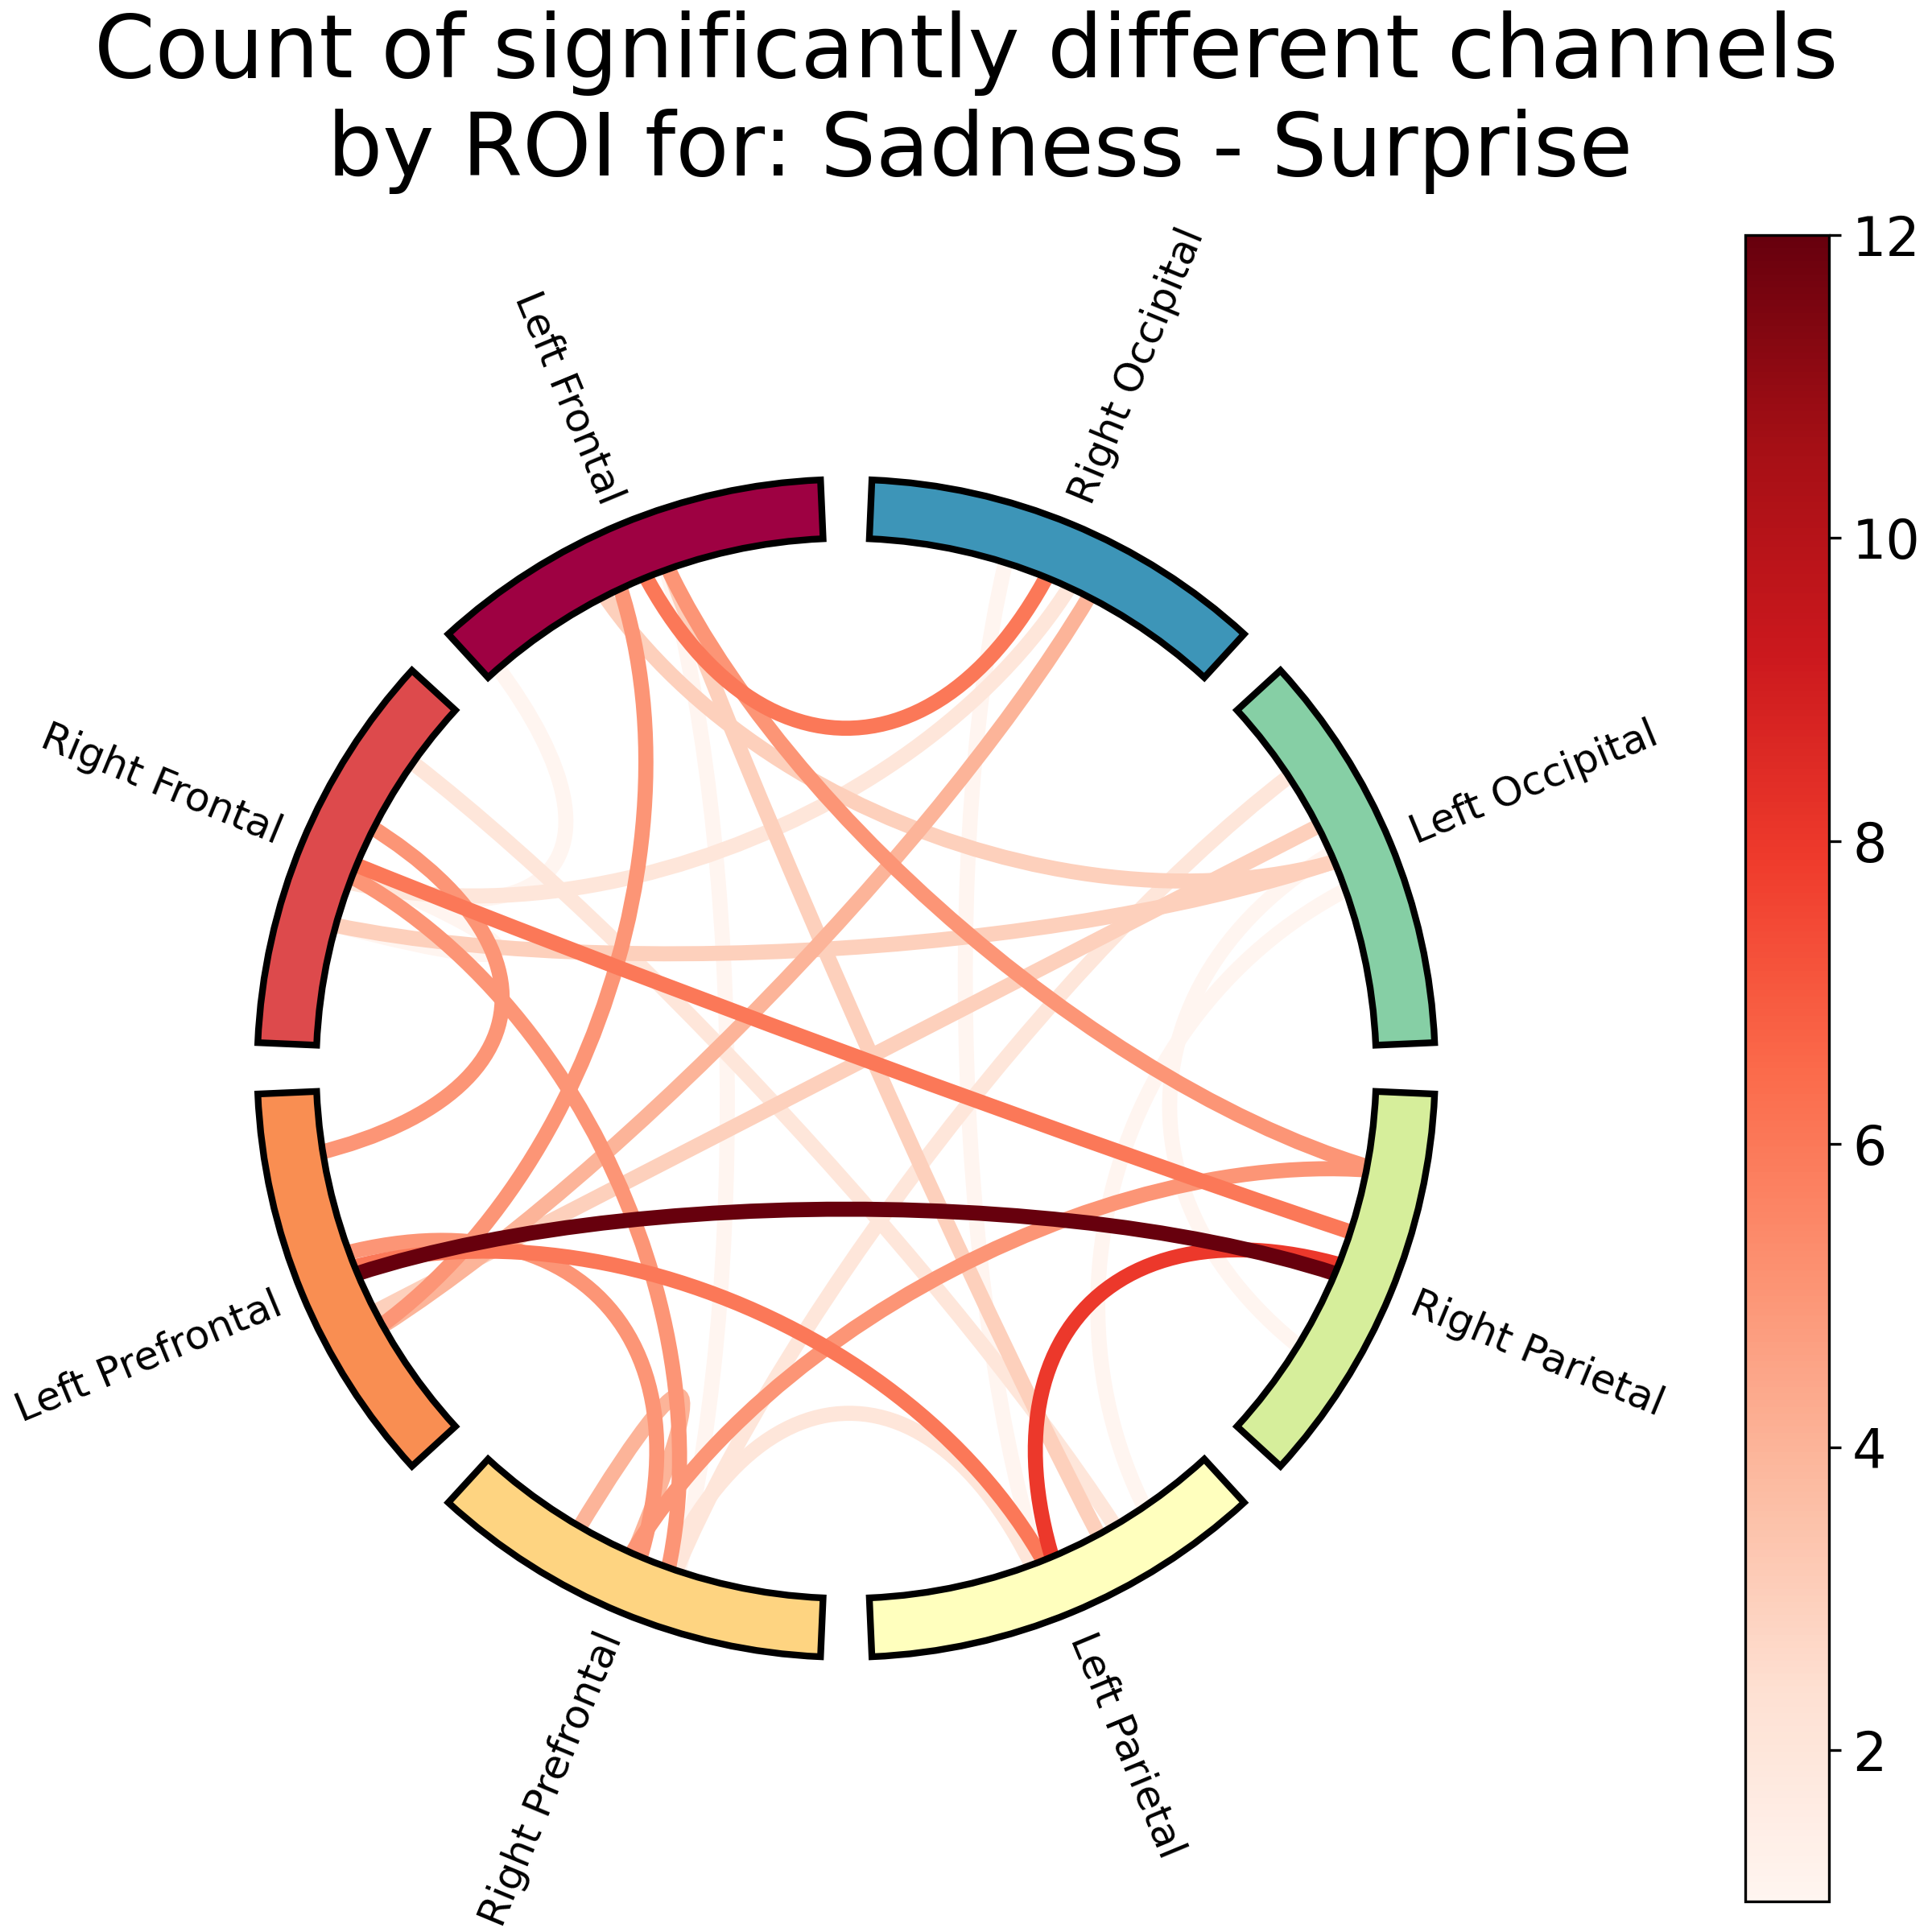 Count of significantly different channels
by ROI for: Sadness - Surprise
Left Frontal
Right Occipital
Right Frontal
Left Occipital
Left Prefrontal
Right Parietal
Right Prefrontal
Left Parietal
12
10
8
6
4
2